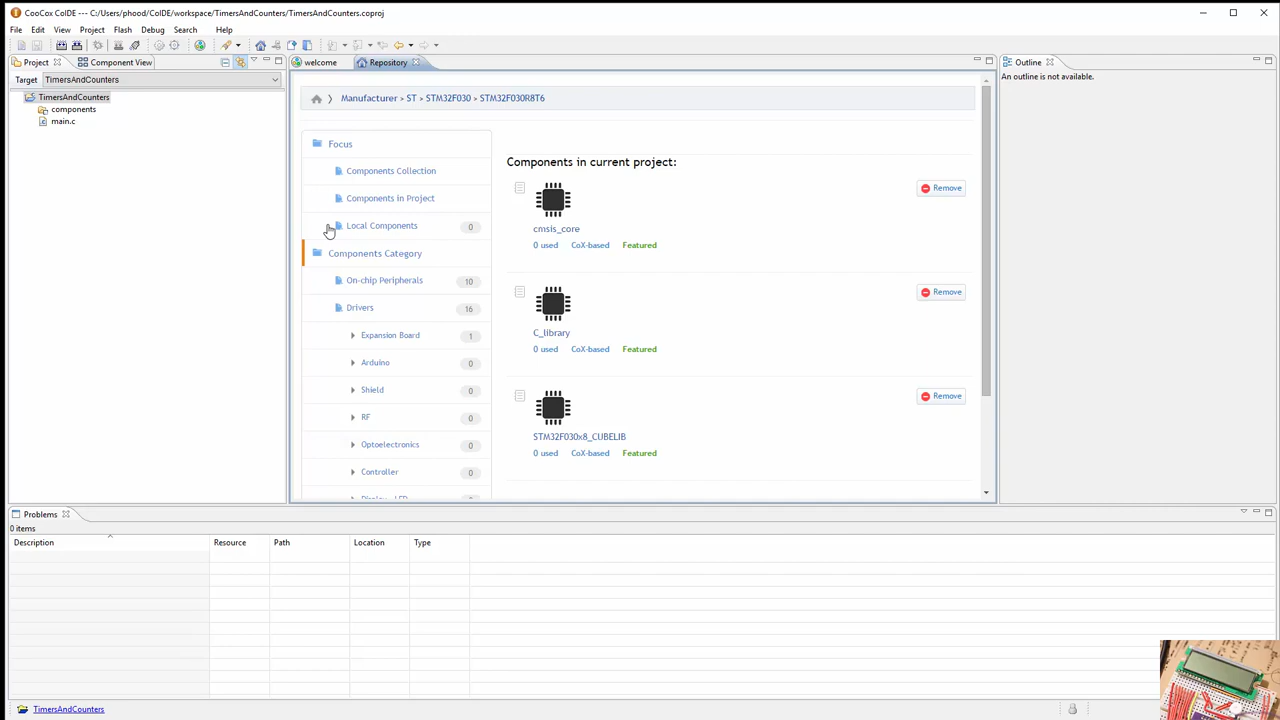 CooCox CoIDE - C:/Users/phood/CoIDE/workspace/TimersAndCounters/TimersAndCounters.coproj
File Edit View Project Flash Debug Search Help
Project Component View
Target TimersAndCounters
TimersAndCounters
components
main.c
welcome Repository
Manufacturer > ST > STM32F030 > STM32F030R8T6
Focus
Components Collection
Components in Project
Local Components 0
Components Category
On-chip Peripherals 10
Drivers 16
Expansion Board 1
Arduino 0
Shield 0
RF 0
Optoelectronics 0
Controller 0
Components in current project:
Remove
cmsis_core
0 used CoX-based Featured
Remove
C_library
0 used CoX-based Featured
Remove
STM32F030x8_CUBELIB
0 used CoX-based Featured
Outline
An outline is not available.
Problems
0 items
Description Resource Path Location Type
TimersAndCounters